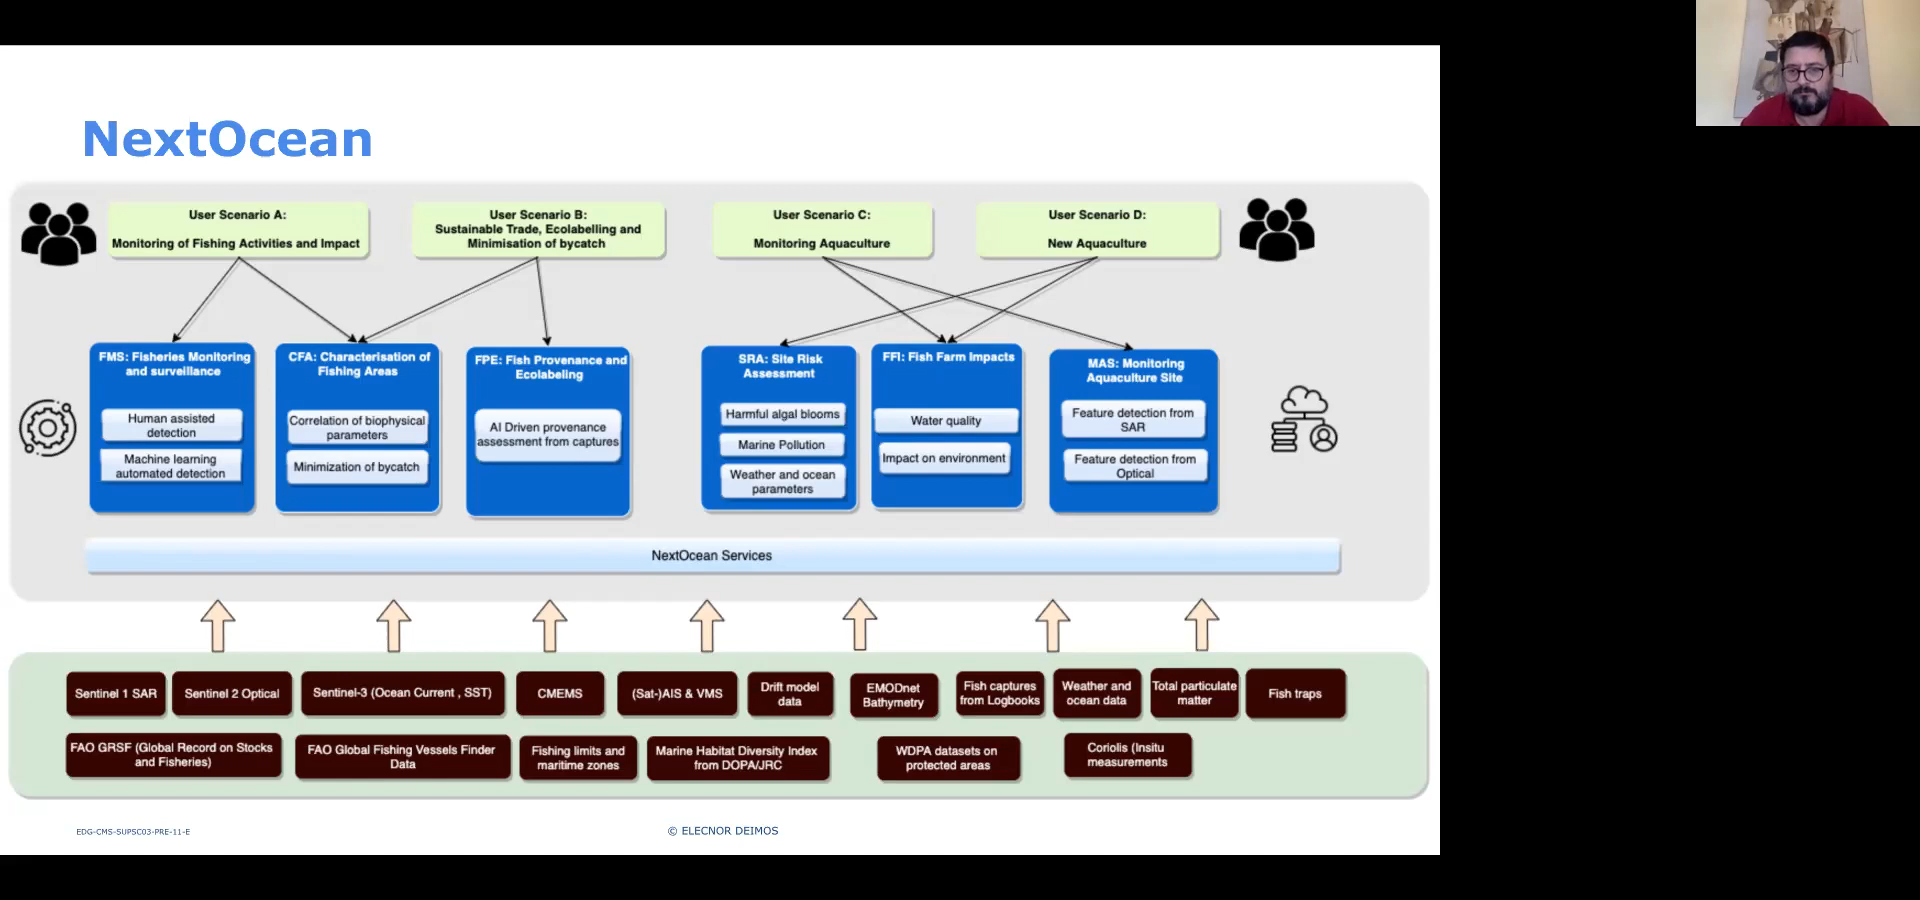 NextOcean
User Scenario A:
Monitoring of Fishing Activities and Impact
User Scenario B:
Sustainable Trade, Ecolabelling and
Minimisation of bycatch
User Scenario C:
Monitoring Aquaculture
User Scenario D:
New Aquaculture
FMS: Fisheries Monitoring
and surveillance
Human assisted
detection
Machine learning
automated detection
CFA: Characterisation of
Fishing Areas
Correlation of biophysical
parameters
Minimization of bycatch
FPE: Fish Provenance and
Ecolabeling
AI Driven provenance
assessment from captures
SRA: Site Risk
Assessment
Harmful algal blooms
Marine Pollution
Weather and ocean
parameters
FFI: Fish Farm Impacts
Water quality
Impact on environment
MAS: Monitoring
Aquaculture Site
Feature detection from
SAR
Feature detection from
Optical
NextOcean Services
Sentinel 1 SAR
Sentinel 2 Optical
Sentinel-3 (Ocean Current , SST)
CMEMS
(Sat-)AIS & VMS
Drift model
data
EMODnet
Bathymetry
Fish captures
from Logbooks
Weather and
ocean data
Total particulate
matter
Fish traps
FAO GRSF (Global Record on Stocks
and Fisheries)
FAO Global Fishing Vessels Finder
Data
Fishing limits and
maritime zones
Marine Habitat Diversity Index
from DOPA/JRC
WDPA datasets on
protected areas
Coriolis (Insitu
measurements
EDG-CMS-SUPSC03-PRE-11-E
© ELECNOR DEIMOS